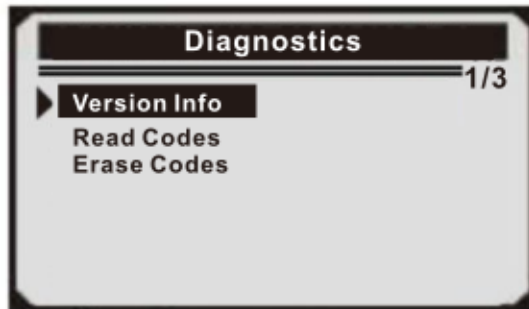 Diagnostics
1/3
Version Info
Read Codes
Erase Codes